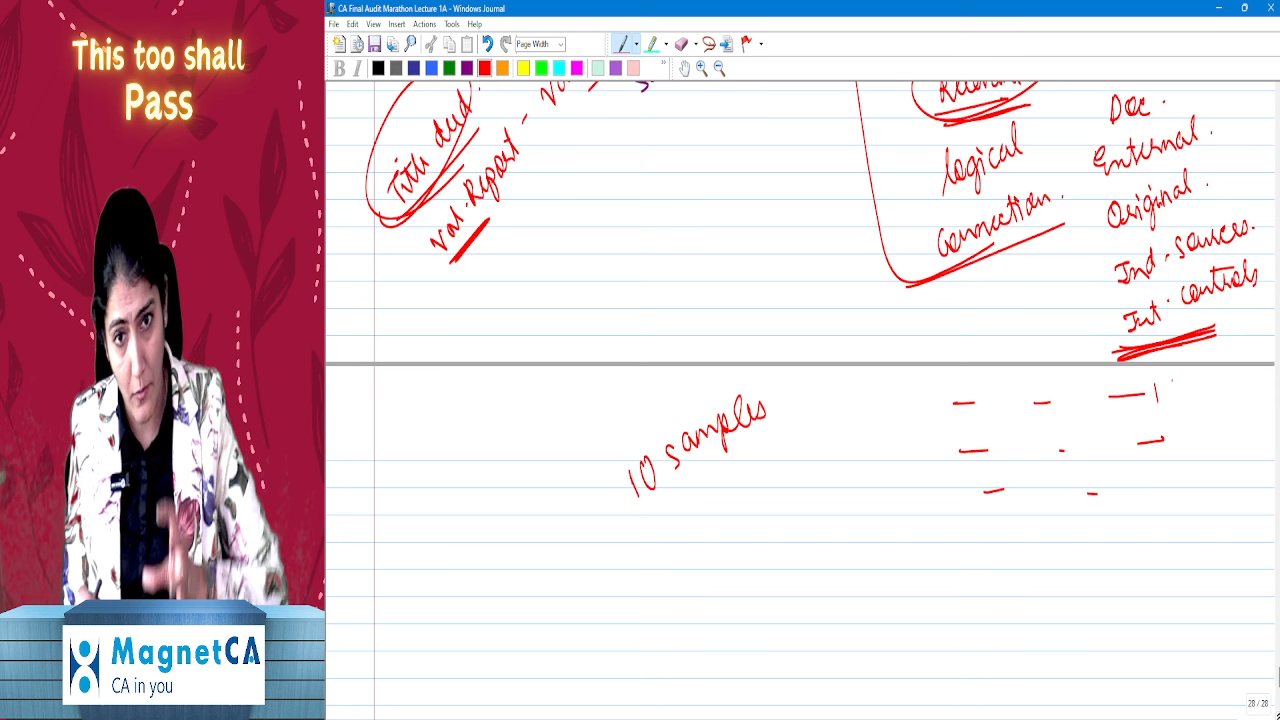 This too shall
Pass
MagnetCA
CA in you
CA Final Audit Marathon Lecture 1A - Windows Journal
File Edit View Insert Actions Tools Help
Page Width
B I
Title deed.
Val. Report -
logical
connection.
Doc.
External.
Original.
Ind. sources.
Int. controls
10 samples
28 / 28